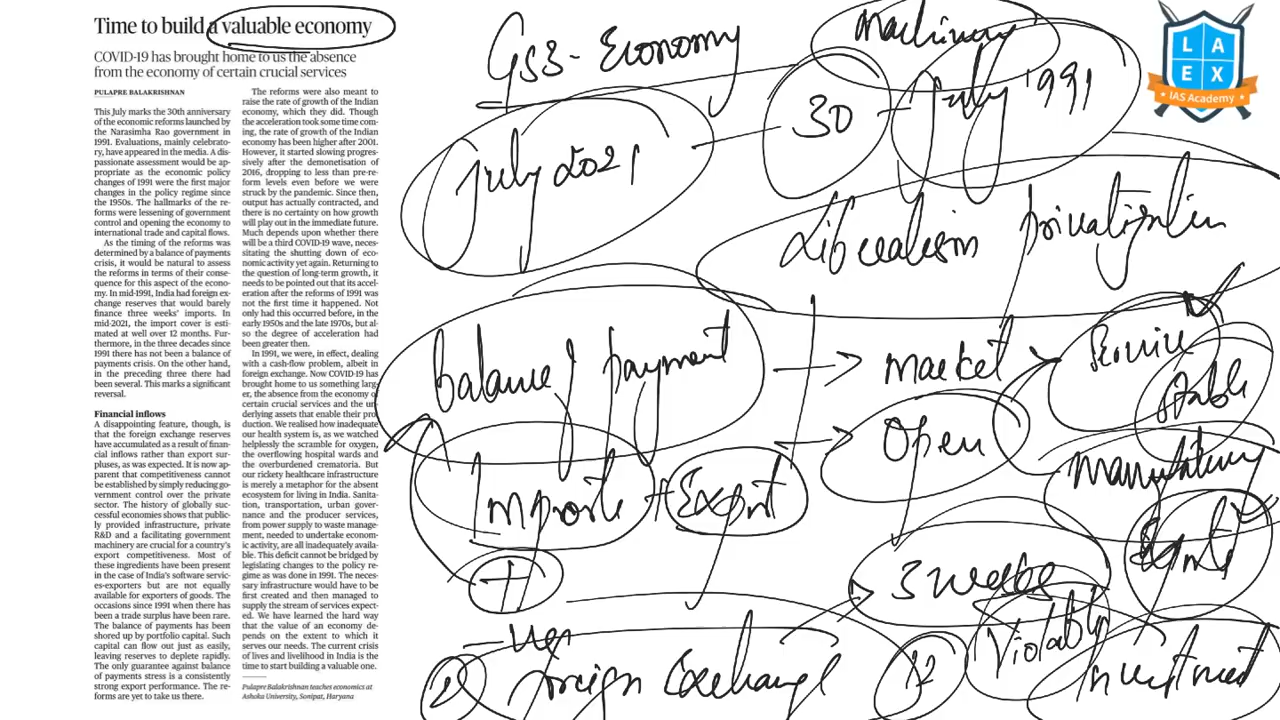 Time to build a valuable economy
COVID-19 has brought home to us the absence
from the economy of certain crucial services
PULAPRE BALAKRISHNAN
This July marks the 30th anniversary
of the economic reforms launched by
the Narasimha Rao government in
1991. Evaluations, mainly celebrato-
ry, have appeared in the media. A dis-
passionate assessment would be ap-
propriate as the economic policy
changes of 1991 were the first major
changes in the policy regime since
the 1950s. The hallmarks of the re-
forms were lessening of government
control and opening the economy to
international trade and capital flows.
As the timing of the reforms was
determined by a balance of payments
crisis, it would be natural to assess
the reforms in terms of their conse-
quence for this aspect of the econo-
my. In mid-1991, India had foreign ex-
change reserves that would barely
finance three weeks' imports. In
mid-2021, the import cover is esti-
mated at well over 12 months. Fur-
thermore, in the three decades since
1991 there has not been a balance of
payments crisis. On the other hand,
in the preceding three there had
been several. This marks a significant
reversal.
Financial inflows
A disappointing feature, though, is
that the foreign exchange reserves
have accumulated as a result of finan-
cial inflows rather than export sur-
pluses, as was expected. It is now ap-
parent that competitiveness cannot
be established by simply reducing go-
vernment control over the private
sector. The history of globally suc-
cessful economies shows that public-
ly provided infrastructure, private
R&D and a facilitating government
machinery are crucial for a country's
export competitiveness. Most of
these ingredients have been present
in the case of India's software servic-
es-exporters but are not equally
available for exporters of goods. The
occasions since 1991 when there has
been a trade surplus have been rare.
The balance of payments has been
shored up by portfolio capital. Such
capital can flow out just as easily,
leaving reserves to deplete rapidly.
The only guarantee against balance
of payments stress is a consistently
strong export performance. The re-
forms are yet to take us there.
The reforms were also meant to
raise the rate of growth of the Indian
economy, which they did. Though
the acceleration took some time com-
ing, the rate of growth of the Indian
economy has been higher after 2001.
However, it started slowing progres-
sively after the demonetisation of
2016, dropping to less than pre-re-
form levels even before we were
struck by the pandemic. Since then,
output has actually contracted, and
there is no certainty on how growth
will play out in the immediate future.
Much depends upon whether there
will be a third COVID-19 wave, neces-
sitating the shutting down of eco-
nomic activity yet again. Returning to
the question of long-term growth, it
needs to be pointed out that its accel-
eration after the reforms of 1991 was
not the first time it happened. Not
only had this occurred before, in the
early 1950s and the late 1970s, but al-
so the degree of acceleration had
been greater then.
In 1991, we were, in effect, dealing
with a cash-flow problem, albeit in
foreign exchange. Now COVID-19 has
brought home to us something larg-
er, the absence from the economy of
certain crucial services and the un
derlying assets that enable their pro
duction. We realised how inadequate
our health system is, as we watched
helplessly the scramble for oxygen,
the overflowing hospital wards and
the overburdened crematoria. But
our rickety healthcare infrastructure
is merely a metaphor for the absent
ecosystem for living in India. Sanita-
tion, transportation, urban gover-
nance and the producer services,
from power supply to waste manage-
ment, needed to undertake econom-
ic activity, are all inadequately availa-
ble. This deficit cannot be bridged by
legislating changes to the policy re-
gime as was done in 1991. The neces-
sary infrastructure would have to be
first created and then managed to
supply the stream of services expect-
ed. We have learned the hard way
that the value of an economy de-
pends on the extent to which it
serves our needs. The current crisis
of lives and livelihood in India is the
time to start building a valuable one.
Pulapre Balakrishnan teaches economics at
Ashoka University, Sonipat, Haryana
GS3- Economy
Machinery
July 2021 - 30 - July 1991
Liberalism privatization
balance of payment
market
Service
stable
Open
manufacturing
Imports + Export
Exports
+
3 weeks
-
Foreign Exchange
12
Investment
LAEX
IAS Academy